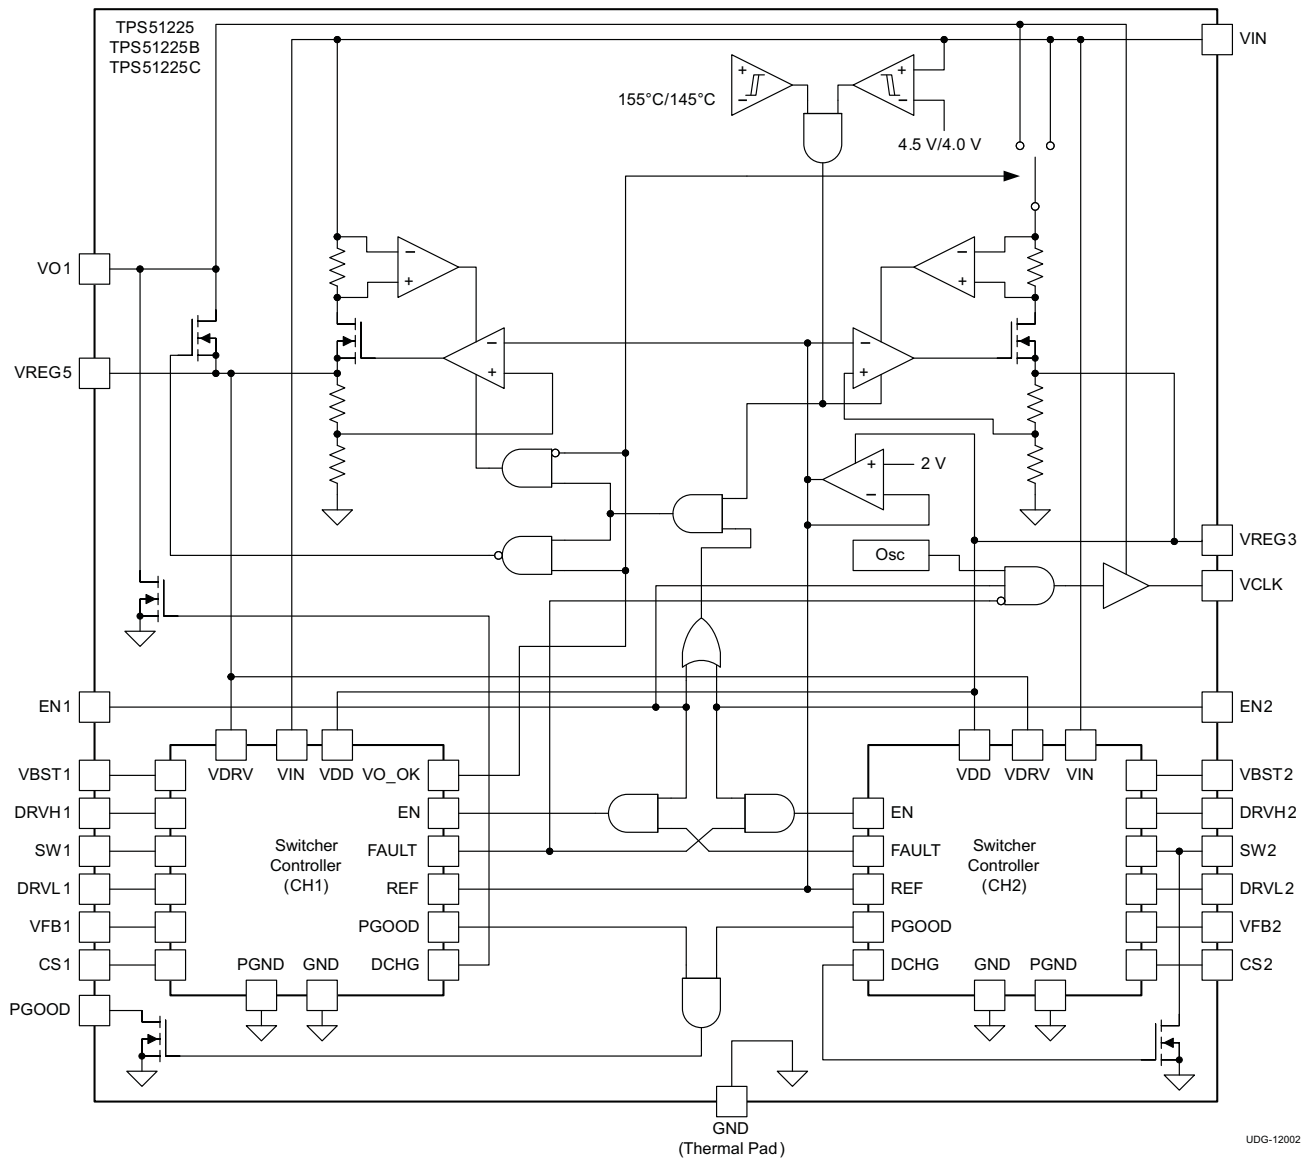 TPS51225
TPS51225B
TPS51225C
VIN
155°C/145°C
+
−
+
−
4.5 V/4.0 V
VO1
−
+
−
+
VREG5
−
+
−
+
+
−
2 V
Osc
VREG3
VCLK
EN1
EN2
VBST1
VDRV
VIN
VDD
VO_OK
VDD
VDRV
VIN
VBST2
DRVH1
EN
EN
DRVH2
SW1
Switcher
Controller
(CH1)
FAULT
FAULT
Switcher
Controller
(CH2)
SW2
DRVL1
REF
REF
DRVL2
VFB1
PGOOD
PGOOD
VFB2
CS1
PGND
GND
DCHG
DCHG
GND
PGND
CS2
PGOOD
GND
(Thermal Pad)
UDG-12002